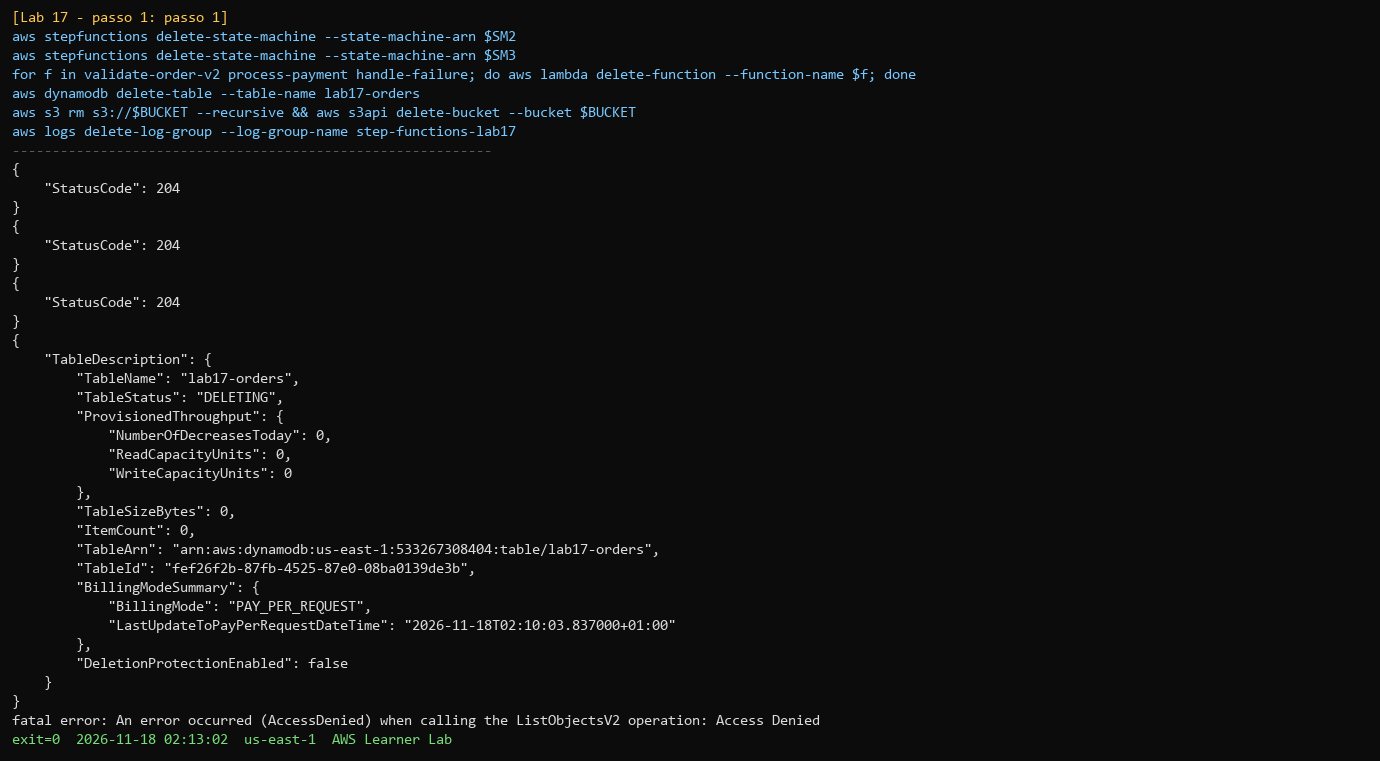 [Lab 17 - passo 1: passo 1]
aws stepfunctions delete-state-machine --state-machine-arn $SM2
aws stepfunctions delete-state-machine --state-machine-arn $SM3
for f in validate-order-v2 process-payment handle-failure; do aws lambda delete-function --function-name $f; done
aws dynamodb delete-table --table-name lab17-orders
aws s3 rm s3://$BUCKET --recursive && aws s3api delete-bucket --bucket $BUCKET
aws logs delete-log-group --log-group-name step-functions-lab17
------------------------------------------------------------
{
    "StatusCode": 204
}
{
    "StatusCode": 204
}
{
    "StatusCode": 204
}
{
    "TableDescription": {
        "TableName": "lab17-orders",
        "TableStatus": "DELETING",
        "ProvisionedThroughput": {
            "NumberOfDecreasesToday": 0,
            "ReadCapacityUnits": 0,
            "WriteCapacityUnits": 0
        },
        "TableSizeBytes": 0,
        "ItemCount": 0,
        "TableArn": "arn:aws:dynamodb:us-east-1:533267308404:table/lab17-orders",
        "TableId": "fef26f2b-87fb-4525-87e0-08ba0139de3b",
        "BillingModeSummary": {
            "BillingMode": "PAY_PER_REQUEST",
            "LastUpdateToPayPerRequestDateTime": "2026-11-18T02:10:03.837000+01:00"
        },
        "DeletionProtectionEnabled": false
    }
}
fatal error: An error occurred (AccessDenied) when calling the ListObjectsV2 operation: Access Denied
exit=0  2026-11-18 02:13:02  us-east-1  AWS Learner Lab